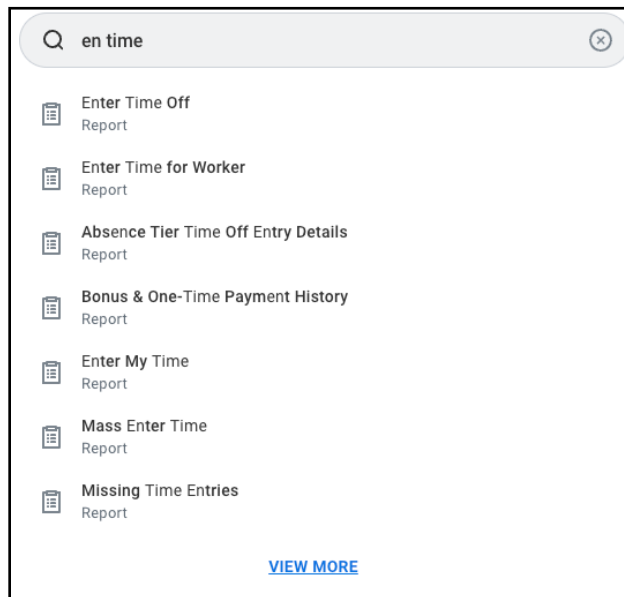 en time
Enter Time Off
Report
Enter Time for Worker
Report
Absence Tier Time Off Entry Details
Report
Bonus & One-Time Payment History
Report
Enter My Time
Report
Mass Enter Time
Report
Missing Time Entries
Report
VIEW MORE